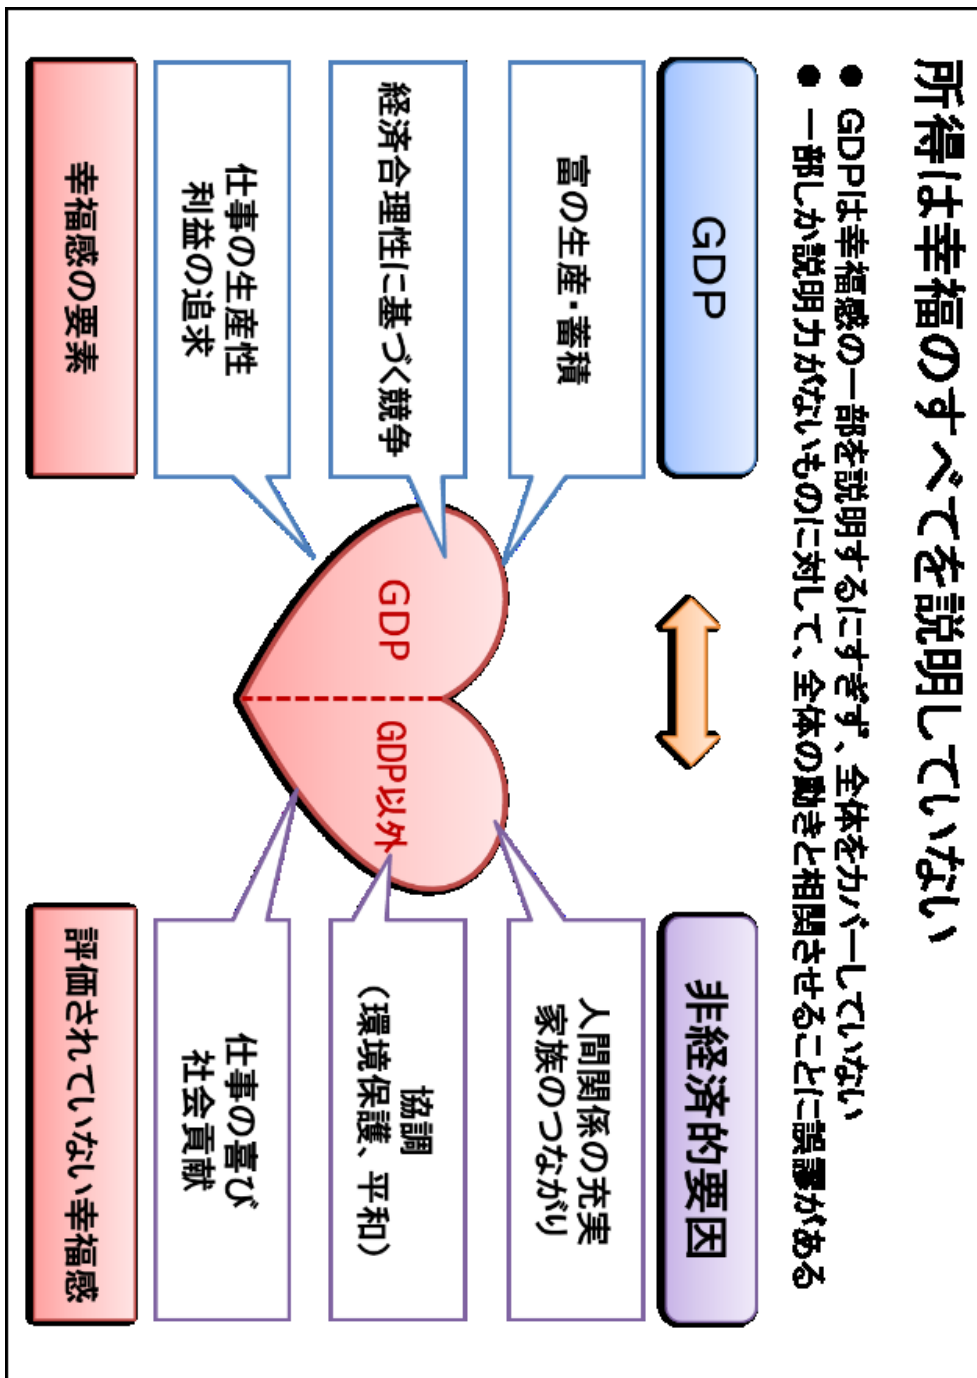 所得は幸福のすべてを説明していない
● GDPは幸福感の一部を説明するにすぎず、全体をカバーしていない
● 一部しか説明力がないものに対して、全体の動きと相関させることに誤謬がある
GDP
非経済的要因
富の生産・蓄積
人間関係の充実
家族のつながり
経済合理性に基づく競争
GDP
GDP以外
協調
(環境保護、平和)
仕事の生産性
利益の追求
仕事の喜び
社会貢献
幸福感の要素
評価されていない幸福感